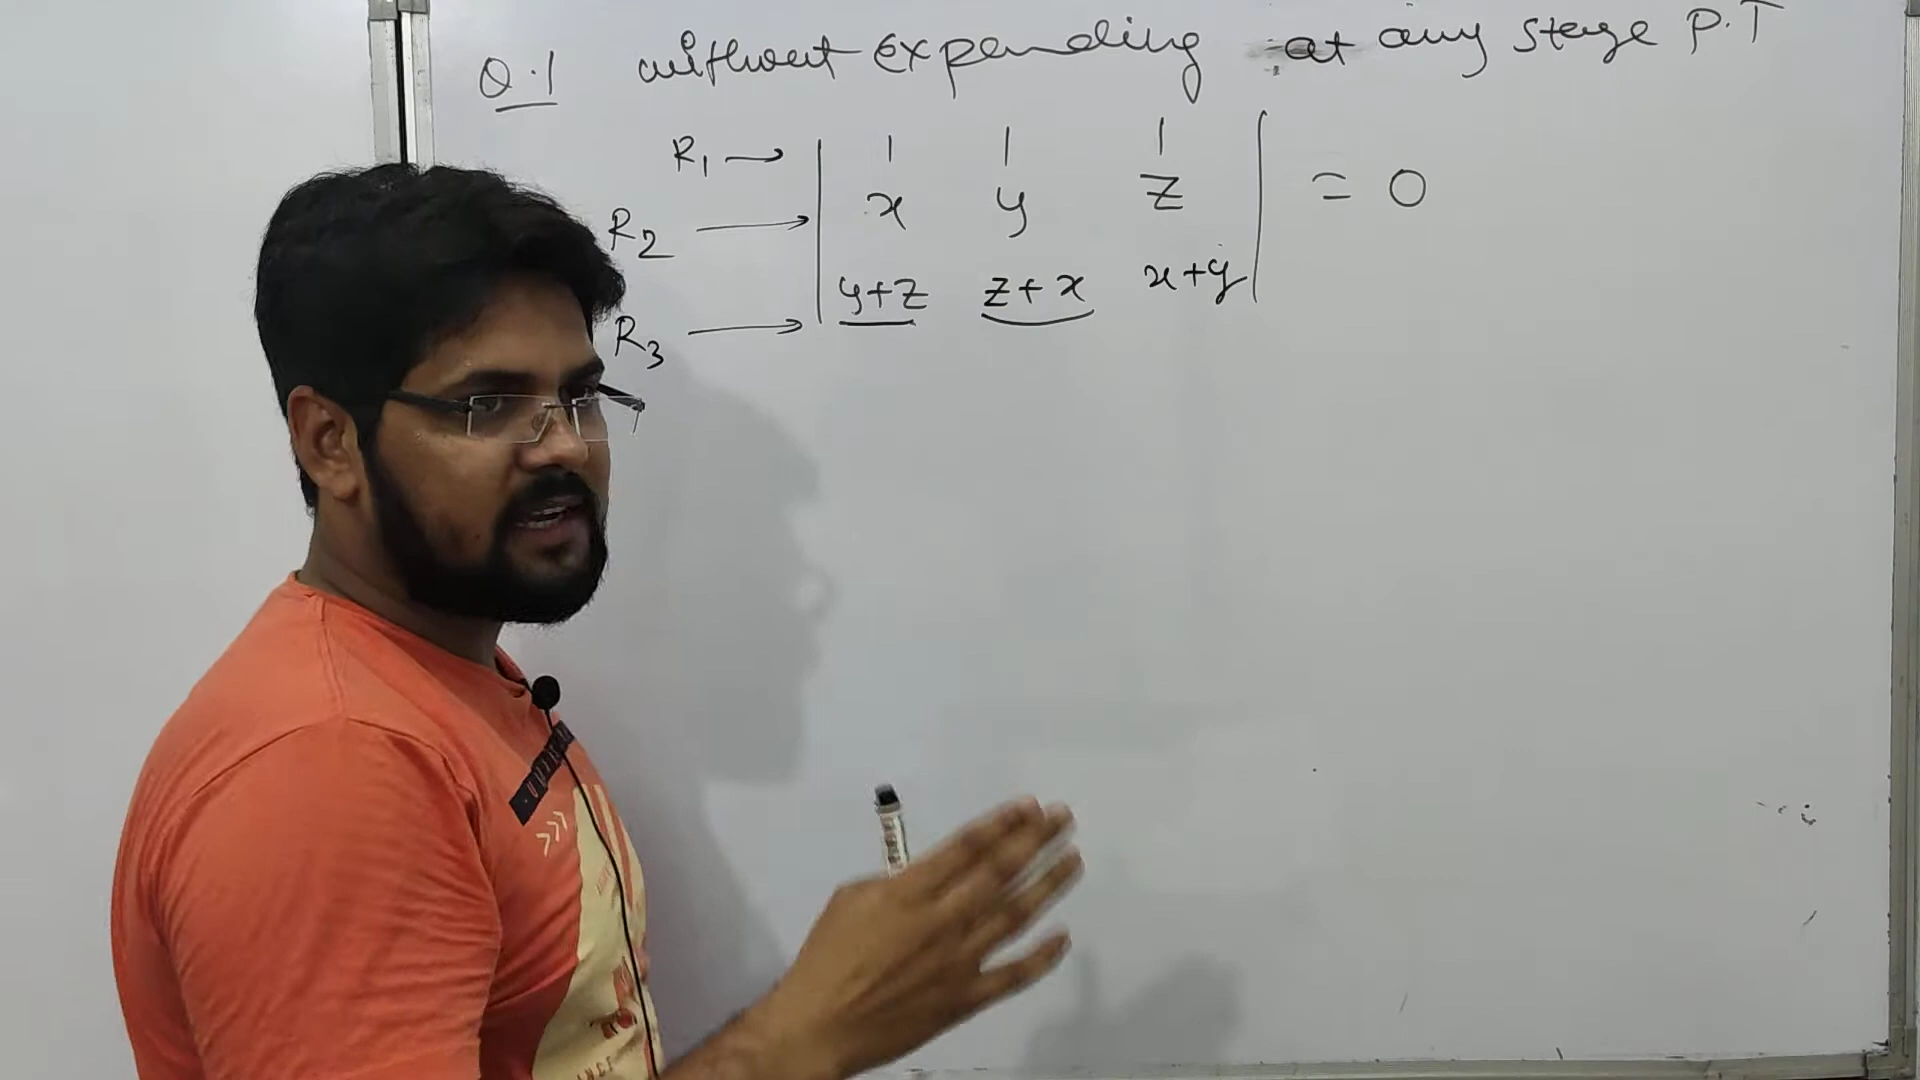 Q.1 without expending at any stage P.T
R₁ → | 1 1 1
R₂ → x y z | = 0
R₃ → y+z z+x x+y